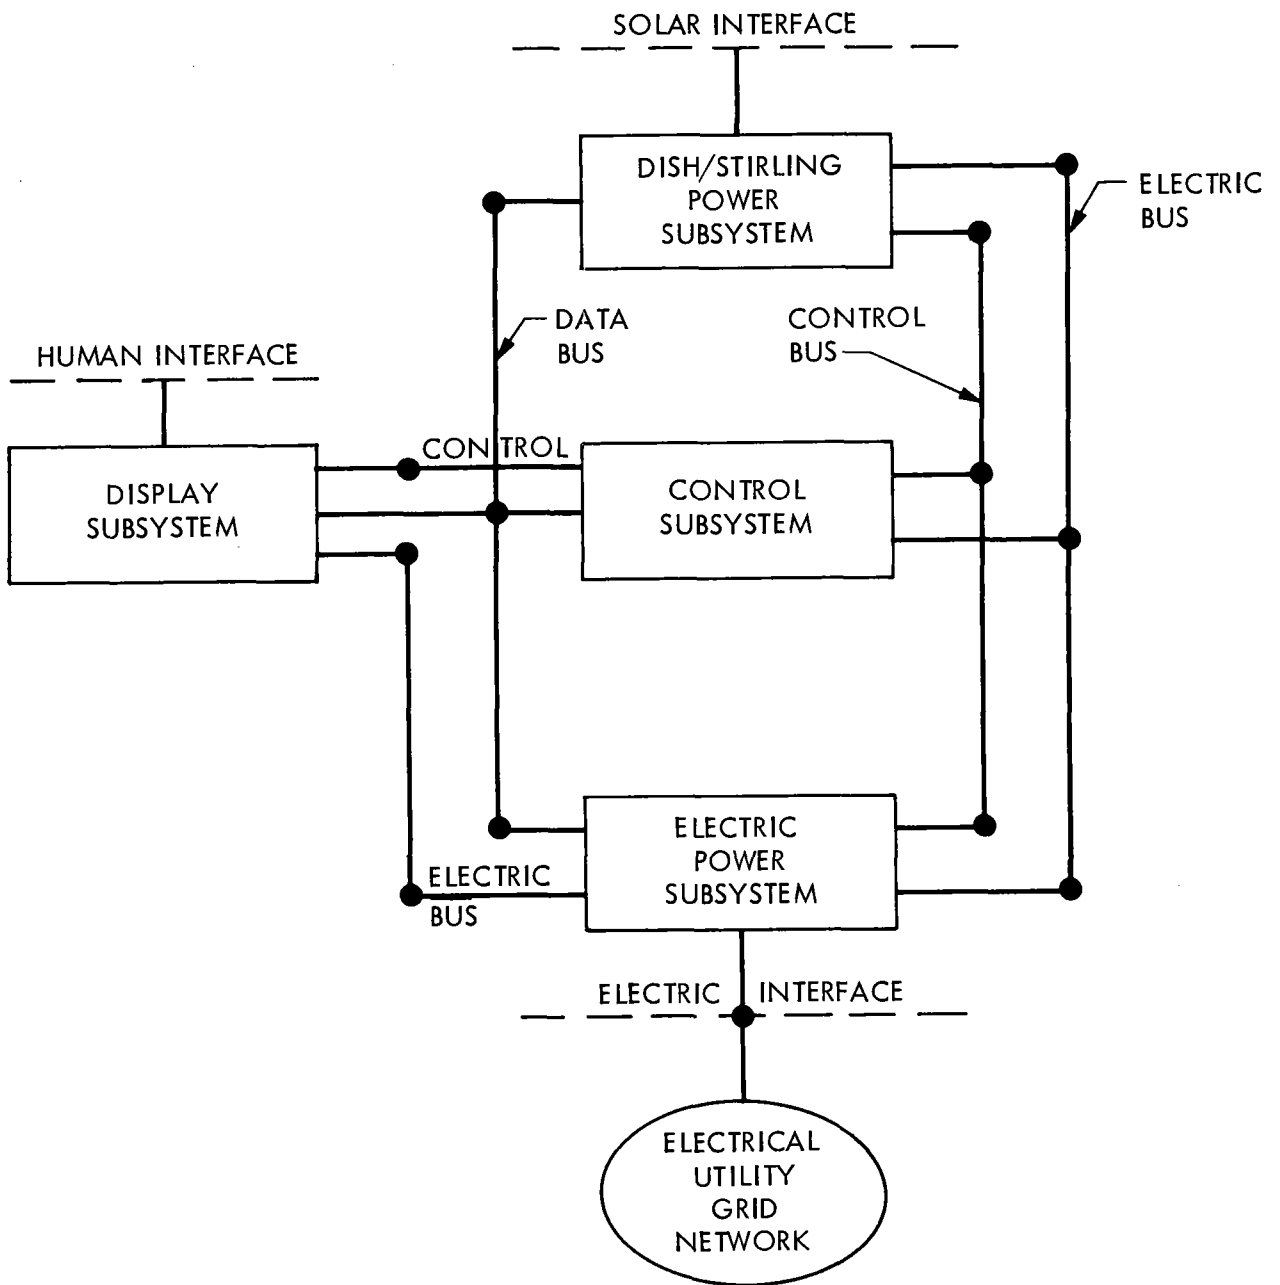 SOLAR INTERFACE
DISH/STIRLING
POWER
SUBSYSTEM
ELECTRIC
BUS
DATA
BUS
CONTROL
BUS
HUMAN INTERFACE
DISPLAY
SUBSYSTEM
CONTROL
CONTROL
SUBSYSTEM
ELECTRIC
BUS
ELECTRIC
POWER
SUBSYSTEM
ELECTRIC INTERFACE
ELECTRICAL
UTILITY
GRID
NETWORK